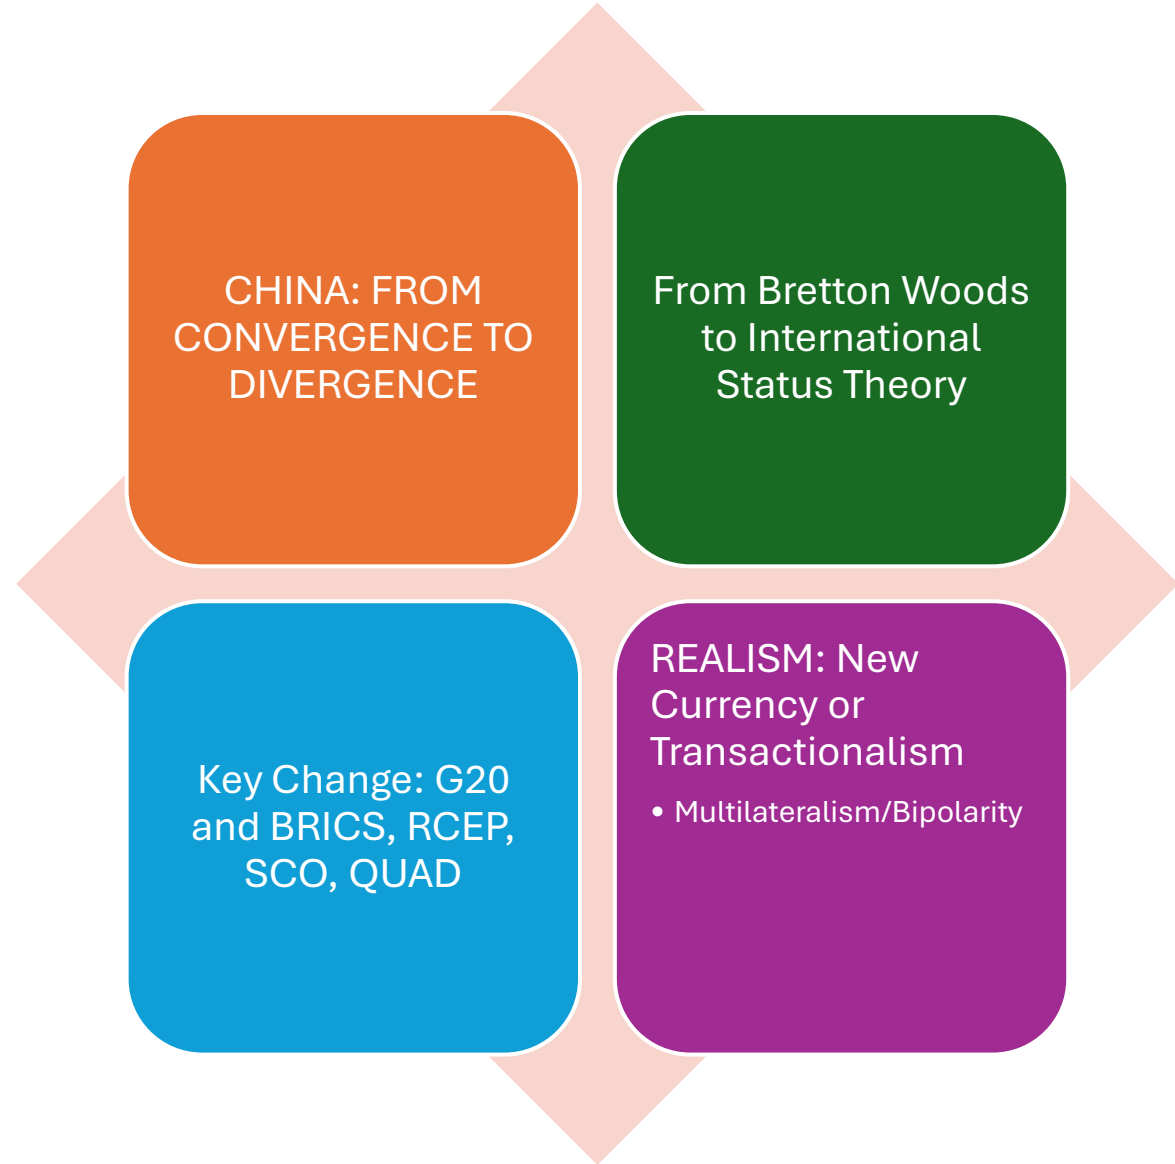 CHINA: FROM
CONVERGENCE TO
DIVERGENCE
From Bretton Woods
to International
Status Theory
Key Change: G20
and BRICS, RCEP,
SCO, QUAD
REALISM: New
Currency or
Transactionalism
• Multilateralism/Bipolarity